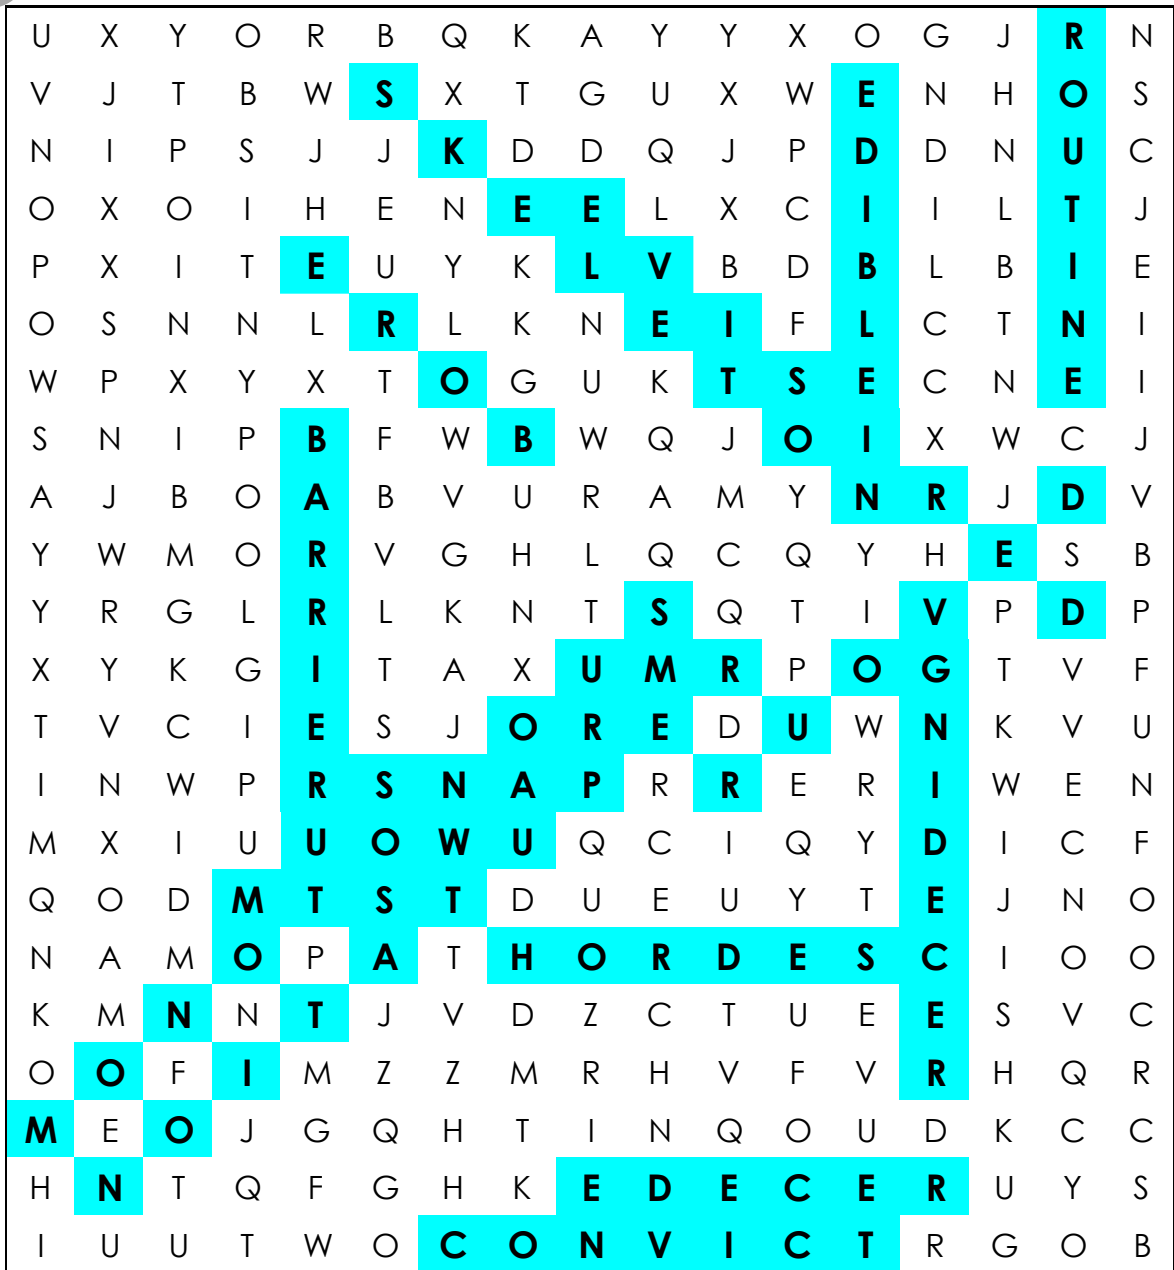 U X Y O R B Q K A Y Y X O G J R N
V J T B W S X T G U X W E N H O S
N I P S J J K D D Q J P D D N U C
O X O I H E N E E L X C I I L T J
P X I T E U Y K L V B D B L B I E
O S N N L R L K N E I F L C T N I
W P X Y X T O G U K T S E C N E I
S N I P B F W B W Q J O I X W C J
A J B O A B V U R A M Y N R J D V
Y W M O R V G H L Q C Q Y H E S B
Y R G L R L K N T S Q T I V P D P
X Y K G I T A X U M R P O G T V F
T V C I E S J O R E D U W N K V U
I N W P R S N A P R R E R I W E N
M X I U U O W U Q C I Q Y D I C F
Q O D M T S T D U E U Y T E J N O
N A M O P A T H O R D E S C I O O
K M N N T J V D Z C T U E E S V C
O O F I M Z Z M R H V F V R H Q R
M E O J G Q H T I N Q O U D K C C
H N T Q F G H K E D E C E R U Y S
I U U T W O C O N V I C T R G O B